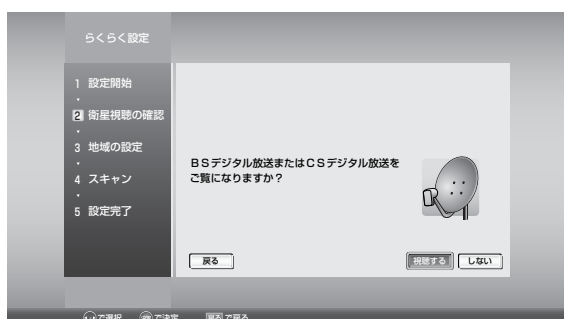 らくらく設定
1 設定開始
2 衛星視聴の確認
3 地域の設定
4 スキャン
5 設定完了
BSデジタル放送またはCSデジタル放送を
ご覧になりますか？
戻る 視聴する しない
で選択 で決定 戻る で戻る